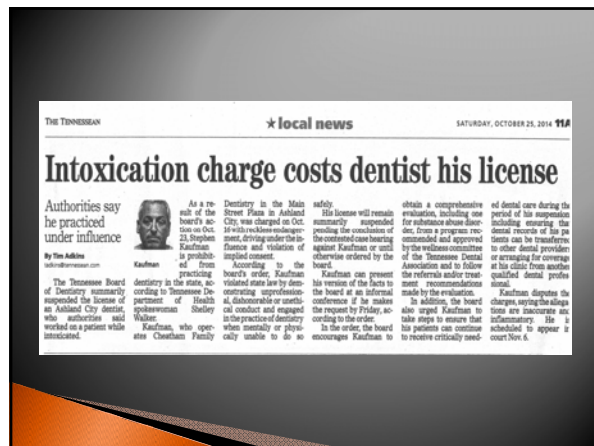 THE TENNESSEAN
★ local news
SATURDAY, OCTOBER 25, 2014 11A
Intoxication charge costs dentist his license
Authorities say
he practiced
under influence
By Tim Adkins
tadkins@tennessean.com
The Tennessee Board
of Dentistry summarily
suspended the license of
an Ashland City dentist,
who authorities said
worked on a patient while
intoxicated.
Kaufman
As a re-
sult of the
board's ac-
tion on Oct.
23, Stephen
Kaufman
is prohibit-
ed from
practicing
dentistry in the state, ac-
cording to Tennessee De-
partment of Health
spokeswoman Shelley
Walker.
Kaufman, who oper-
ates Cheatham Family
Dentistry in the Main
Street Plaza in Ashland
City, was charged on Oct.
16 with reckless endanger-
ment, driving under the in-
fluence and violation of
implied consent.
According to the
board's order, Kaufman
violated state law by dem-
onstrating unprofession-
al, dishonorable or unethi-
cal conduct and engaged
in the practice of dentistry
when mentally or physi-
cally unable to do so
safely.
His license will remain
summarily suspended
pending the conclusion of
the contested case hearing
against Kaufman or until
otherwise ordered by the
board.
Kaufman can present
his version of the facts to
the board at an informal
conference if he makes
the request by Friday, ac-
cording to the order.
In the order, the board
encourages Kaufman to
obtain a comprehensive
evaluation, including one
for substance abuse disor-
der, from a program rec-
ommended and approved
by the wellness committee
of the Tennessee Dental
Association and to follow
the referrals and/or treat-
ment recommendations
made by the evaluation.
In addition, the board
also urged Kaufman to
take steps to ensure that
his patients can continue
to receive critically need-
ed dental care during the
period of his suspension
including ensuring the
dental records of his pa
tients can be transferred
to other dental providers
or arranging for coverage
at his clinic from another
qualified dental profes
sional.
Kaufman disputes the
charges, saying the allega
tions are inaccurate and
inflammatory. He is
scheduled to appear in
court Nov. 6.